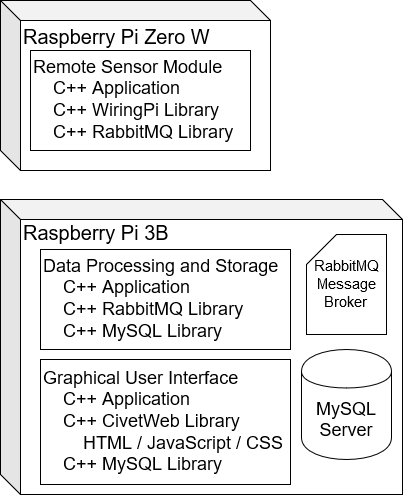 Raspberry Pi Zero W
Remote Sensor Module
C++ Application
C++ WiringPi Library
C++ RabbitMQ Library
Raspberry Pi 3B
Data Processing and Storage
C++ Application
C++ RabbitMQ Library
C++ MySQL Library
RabbitMQ
Message
Broker
Graphical User Interface
C++ Application
C++ CivetWeb Library
HTML / JavaScript / CSS
C++ MySQL Library
MySQL
Server